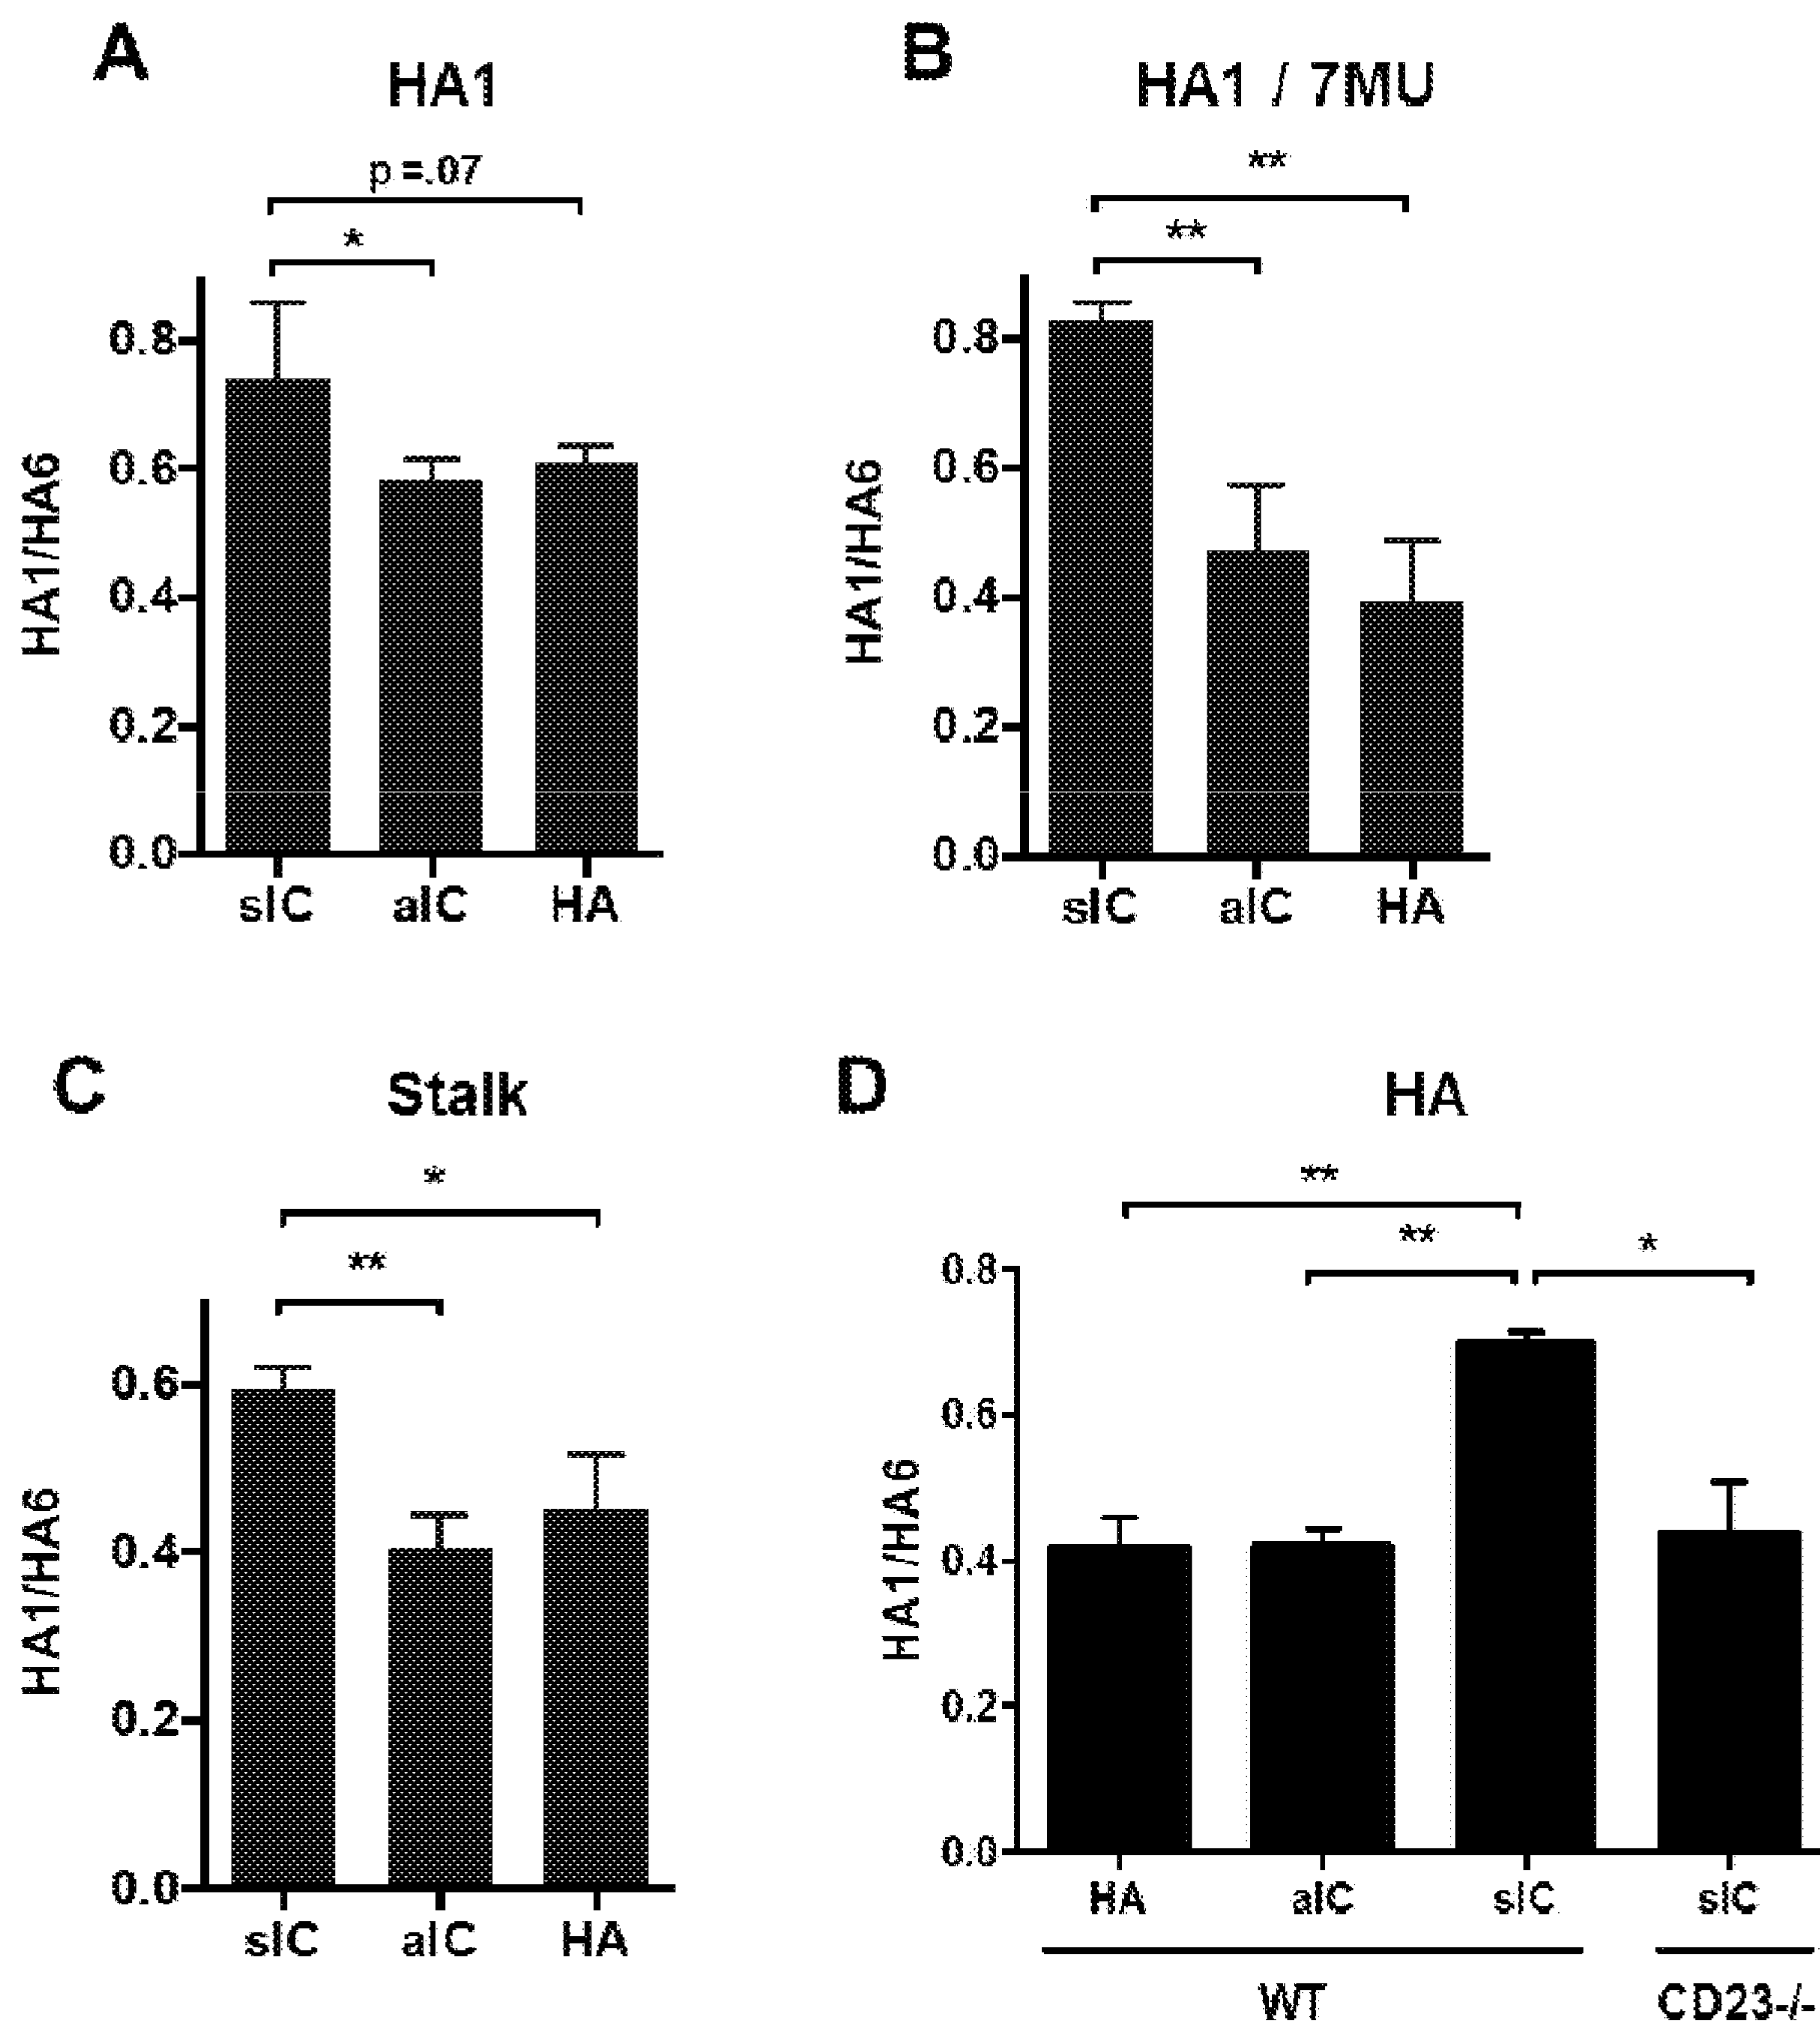 A
HA1
p =.07
*
HA1/HA6
0.8
0.6
0.4
0.2
0.0
sIC aIC HA
B
HA1 / 7MU
**
**
HA1/HA6
0.8
0.6
0.4
0.2
0.0
sIC aIC HA
C
Stalk
*
**
HA1/HA6
0.6
0.4
0.2
0.0
sIC aIC HA
D
HA
**
**
*
HA1/HA6
0.8
0.6
0.4
0.2
0.0
HA aIC sIC sIC
WT CD23-/-